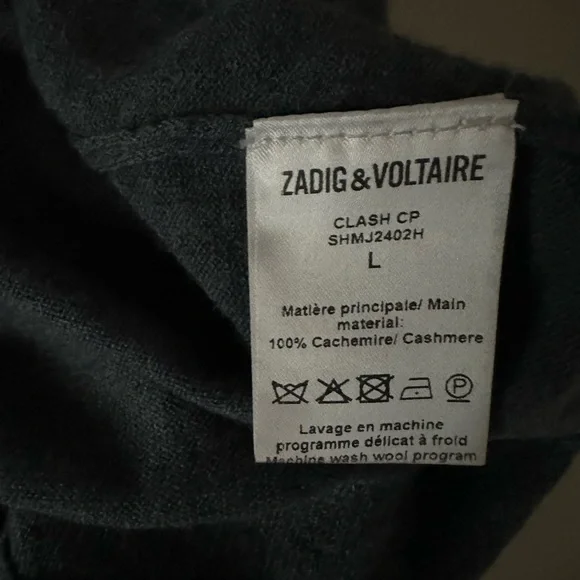 ZADIG&VOLTAIRE
CLASH CP
SHMJ2402H
L
Matière principale/ Main
material:
100% Cachemire/ Cashmere
P
Lavage en machine
programme délicat à froid
Machine wash wool program